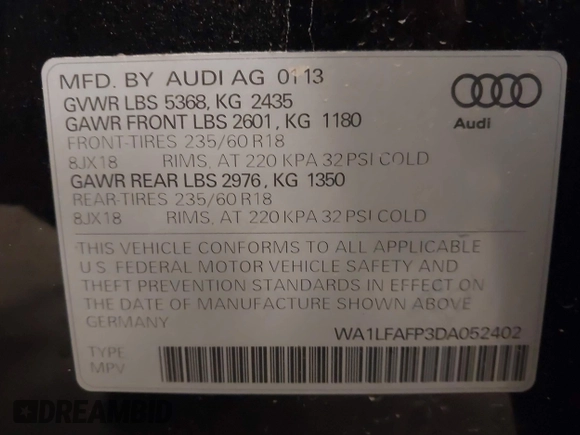 MFD. BY AUDI AG 01 13
GVWR LBS 5368, KG 2435
GAWR FRONT LBS 2601, KG 1180
FRONT-TIRES 235/60 R18
8JX18 RIMS, AT 220 KPA 32 PSI COLD
GAWR REAR LBS 2976, KG 1350
REAR-TIRES 235/60 R18
8JX18 RIMS, AT 220 KPA 32 PSI COLD
Audi
THIS VEHICLE CONFORMS TO ALL APPLICABLE
U.S. FEDERAL MOTOR VEHICLE SAFETY AND
THEFT PREVENTION STANDARDS IN EFFECT ON
THE DATE OF MANUFACTURE SHOWN ABOVE
GERMANY
WA1LFAFP3DA052402
TYPE
MPV
DREAMBID